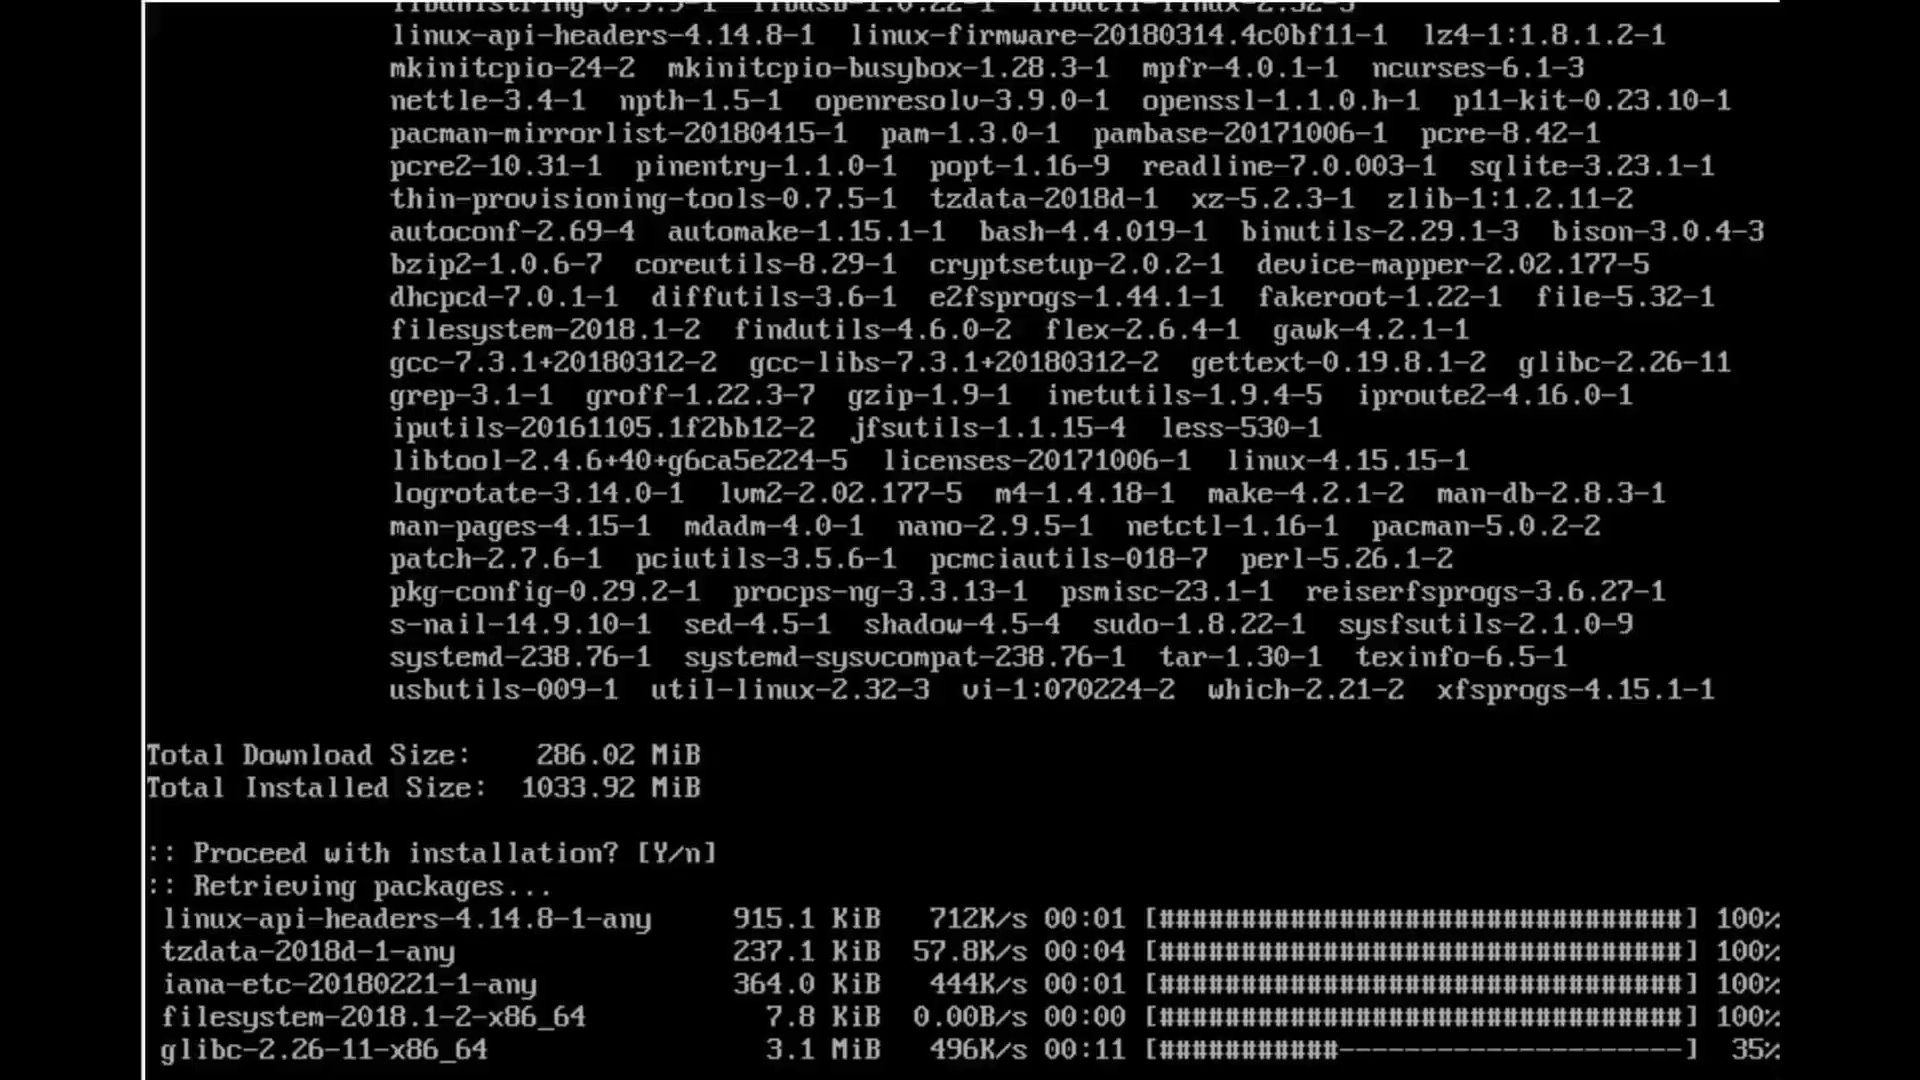 libunistring-0.9.9-1 libusb-1.0.22-1 libutil-linux-2.32-3
linux-api-headers-4.14.8-1 linux-firmware-20180314.4c0bf11-1 lz4-1:1.8.1.2-1
mkinitcpio-24-2 mkinitcpio-busybox-1.28.3-1 mpfr-4.0.1-1 ncurses-6.1-3
nettle-3.4-1 npth-1.5-1 openresolv-3.9.0-1 openssl-1.1.0.h-1 p11-kit-0.23.10-1
pacman-mirrorlist-20180415-1 pam-1.3.0-1 pambase-20171006-1 pcre-8.42-1
pcre2-10.31-1 pinentry-1.1.0-1 popt-1.16-9 readline-7.0.003-1 sqlite-3.23.1-1
thin-provisioning-tools-0.7.5-1 tzdata-2018d-1 xz-5.2.3-1 zlib-1:1.2.11-2
autoconf-2.69-4 automake-1.15.1-1 bash-4.4.019-1 binutils-2.29.1-3 bison-3.0.4-3
bzip2-1.0.6-7 coreutils-8.29-1 cryptsetup-2.0.2-1 device-mapper-2.02.177-5
dhcpcd-7.0.1-1 diffutils-3.6-1 e2fsprogs-1.44.1-1 fakeroot-1.22-1 file-5.32-1
filesystem-2018.1-2 findutils-4.6.0-2 flex-2.6.4-1 gawk-4.2.1-1
gcc-7.3.1+20180312-2 gcc-libs-7.3.1+20180312-2 gettext-0.19.8.1-2 glibc-2.26-11
grep-3.1-1 groff-1.22.3-7 gzip-1.9-1 inetutils-1.9.4-5 iproute2-4.16.0-1
iputils-20161105.1f2bb12-2 jfsutils-1.1.15-4 less-530-1
libtool-2.4.6+40+g6ca5e224-5 licenses-20171006-1 linux-4.15.15-1
logrotate-3.14.0-1 lvm2-2.02.177-5 m4-1.4.18-1 make-4.2.1-2 man-db-2.8.3-1
man-pages-4.15-1 mdadm-4.0-1 nano-2.9.5-1 netctl-1.16-1 pacman-5.0.2-2
patch-2.7.6-1 pciutils-3.5.6-1 pcmciautils-018-7 perl-5.26.1-2
pkg-config-0.29.2-1 procps-ng-3.3.13-1 psmisc-23.1-1 reiserfsprogs-3.6.27-1
s-nail-14.9.10-1 sed-4.5-1 shadow-4.5-4 sudo-1.8.22-1 sysfsutils-2.1.0-9
systemd-238.76-1 systemd-sysvcompat-238.76-1 tar-1.30-1 texinfo-6.5-1
usbutils-009-1 util-linux-2.32-3 vi-1:070224-2 which-2.21-2 xfsprogs-4.15.1-1
Total Download Size: 286.02 MiB
Total Installed Size: 1033.92 MiB
:: Proceed with installation? [Y/n]
:: Retrieving packages...
linux-api-headers-4.14.8-1-any 915.1 KiB 712K/s 00:01 [################################] 100%
tzdata-2018d-1-any 237.1 KiB 57.8K/s 00:04 [################################] 100%
iana-etc-20180221-1-any 364.0 KiB 444K/s 00:01 [################################] 100%
filesystem-2018.1-2-x86_64 7.8 KiB 0.00B/s 00:00 [################################] 100%
glibc-2.26-11-x86_64 3.1 MiB 496K/s 00:11 [###########---------------------] 35%